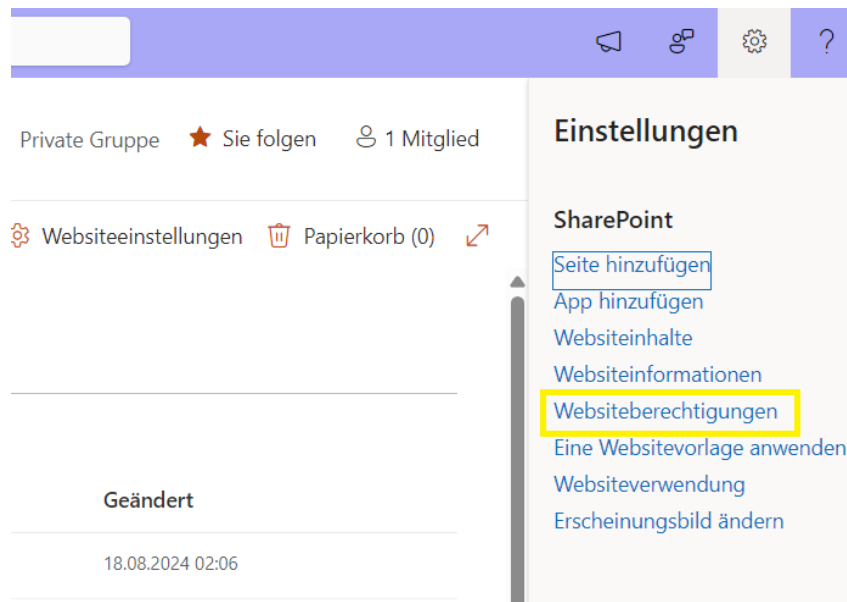 ?
Private Gruppe Sie folgen 1 Mitglied
Websiteeinstellungen Papierkorb (0)
Geändert
18.08.2024 02:06
Einstellungen
SharePoint
Seite hinzufügen
App hinzufügen
Websiteinhalte
Websiteinformationen
Websiteberechtigungen
Eine Websitevorlage anwenden
Websiteverwendung
Erscheinungsbild ändern